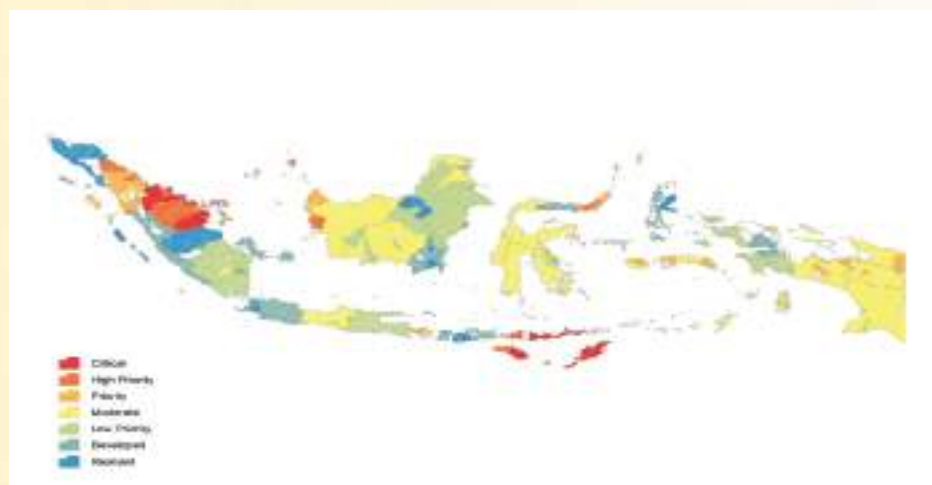 Critical
High Priority
Priority
Moderate
Low Priority
Developed